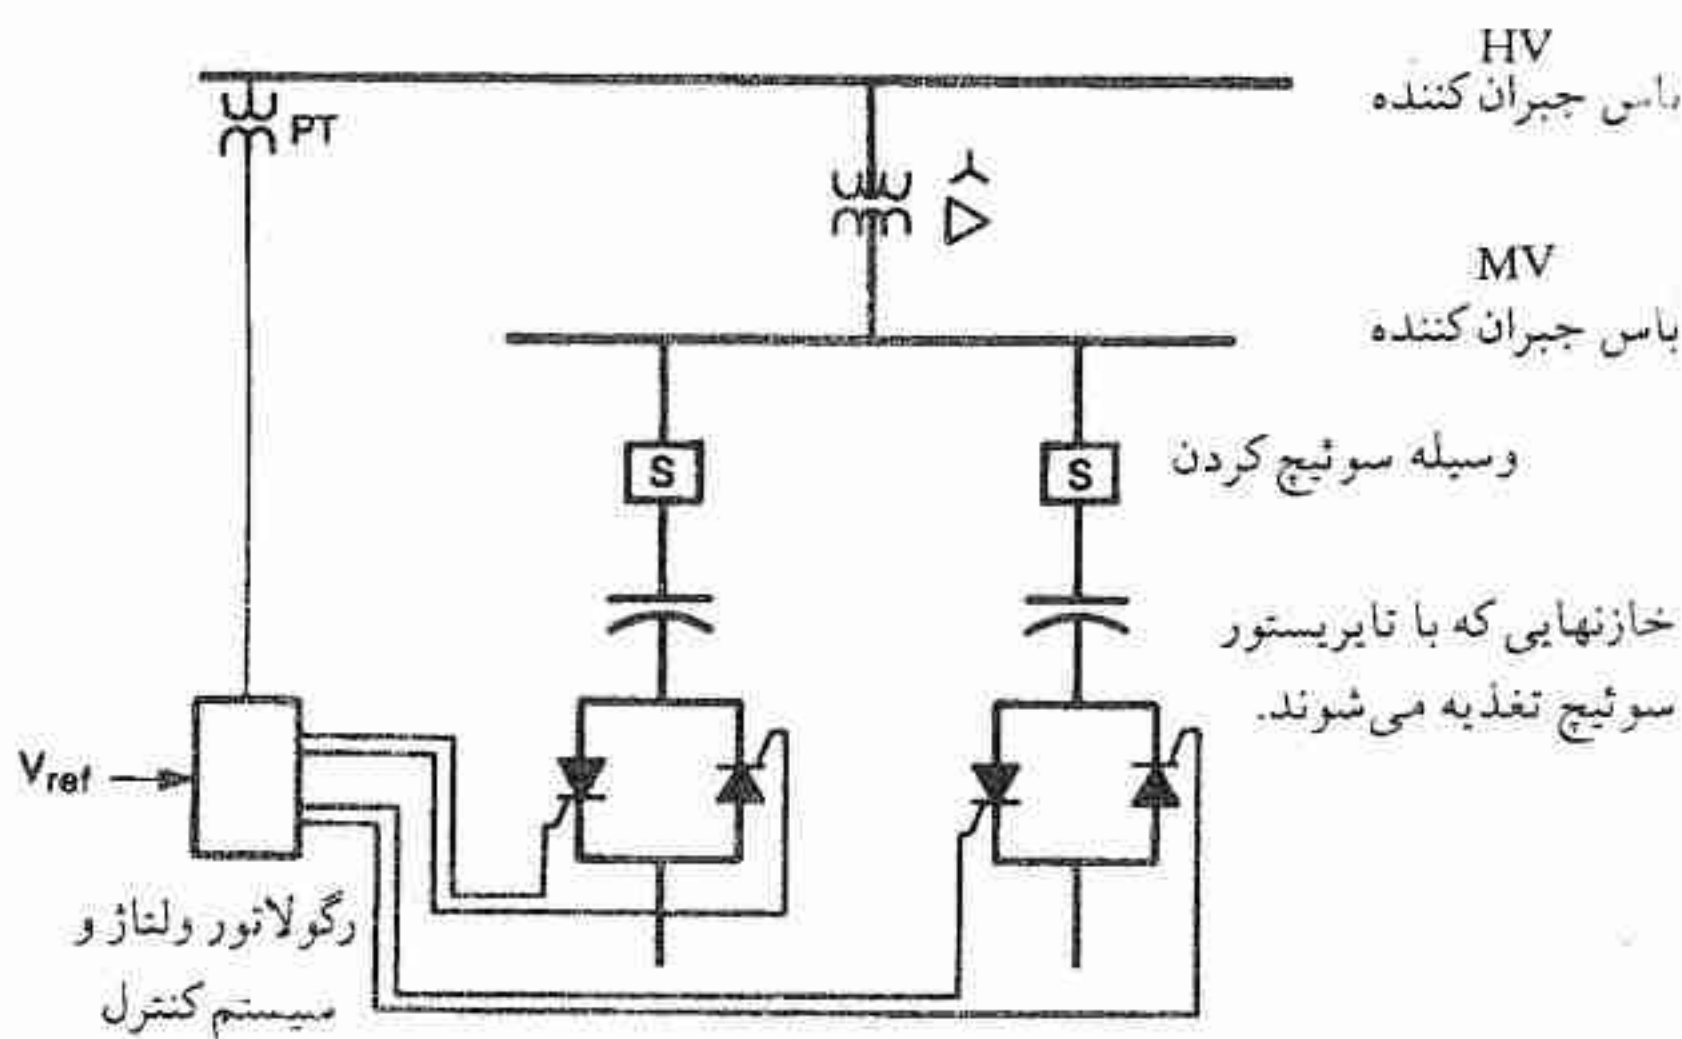 HV
باس جبران کننده
PT
MV
باس جبران کننده
S
S
وسیله سوئیچ کردن
خازنهایی که با تایریستور
سوئیچ تغذیه می‌شوند.
Vref
رگولاتور ولتاژ و
سیستم کنترل